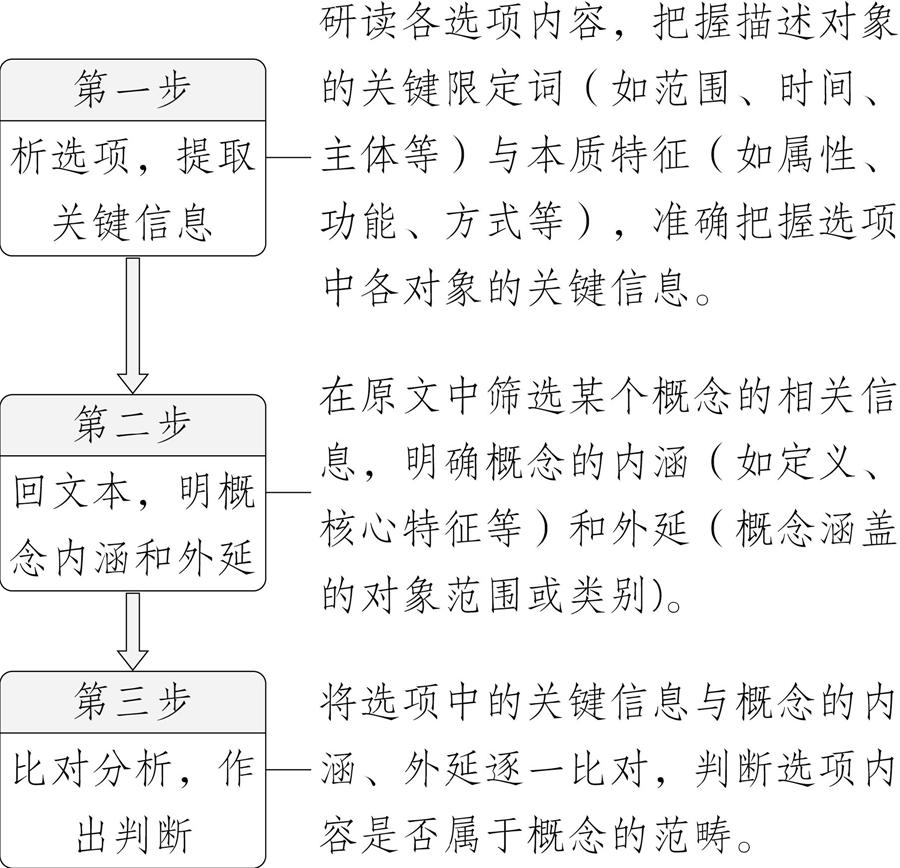 第一步
析选项，提取
关键信息
研读各选项内容，把握描述对象
的关键限定词（如范围、时间、
主体等）与本质特征（如属性、
功能、方式等），准确把握选项
中各对象的关键信息。
第二步
回文本，明概
念内涵和外延
在原文中筛选某个概念的相关信
息，明确概念的内涵（如定义、
核心特征等）和外延（概念涵盖
的对象范围或类别)。
第三步
比对分析，作
出判断
将选项中的关键信息与概念的内
涵、外延逐一比对，判断选项内
容是否属于概念的范畴。